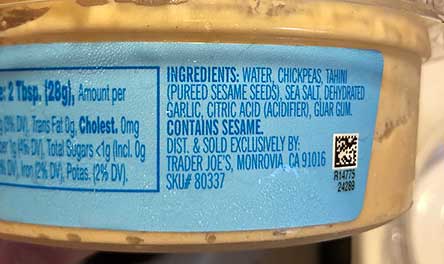 e: 2 Tbsp. (28g), Amount per
(0% DV), Trans Fat 0g, Cholest. 0mg
(4% DV), Total Sugars <1g (Incl. 0g
DV), Iron (2% DV), Potas. (2% DV).
INGREDIENTS: WATER, CHICKPEAS, TAHINI
(PUREED SESAME SEEDS), SEA SALT, DEHYDRATED
GARLIC, CITRIC ACID (ACIDIFIER), GUAR GUM.
CONTAINS SESAME.
DIST. & SOLD EXCLUSIVELY BY:
TRADER JOE'S, MONROVIA, CA 91016
SKU# 80337
R14775
24289